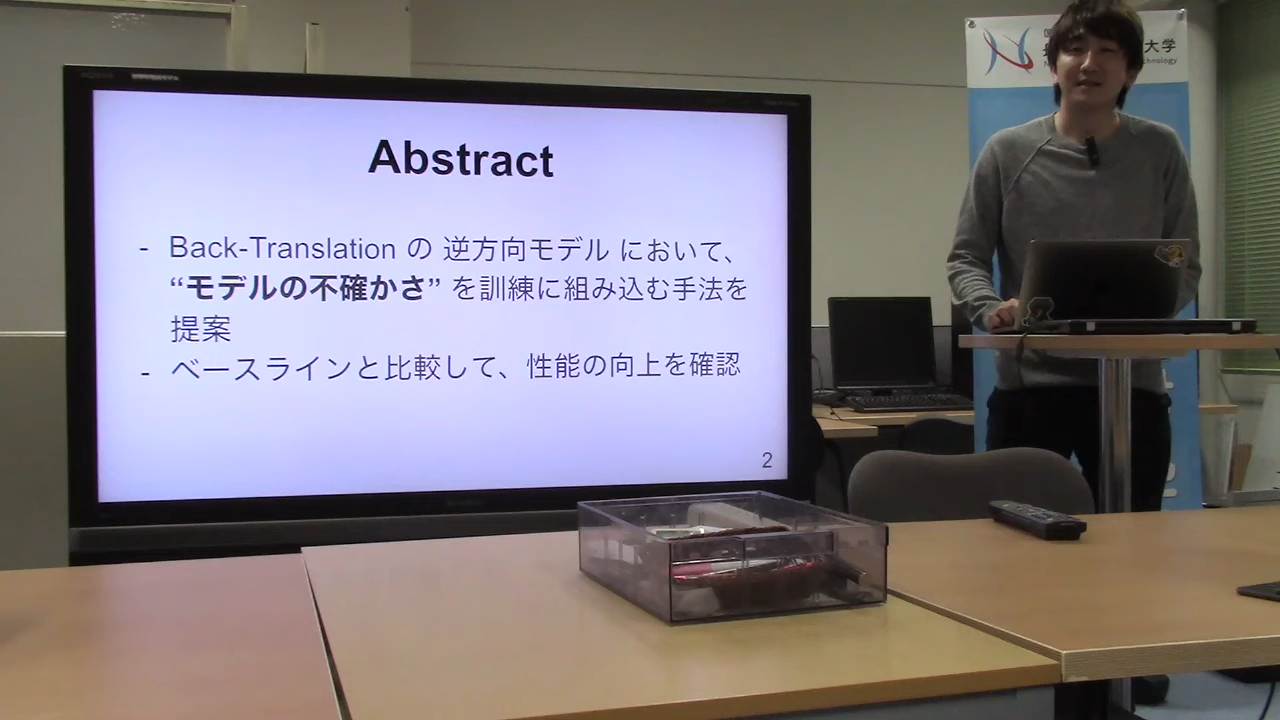 Abstract
- Back-Translation の 逆方向モデル において、
“モデルの不確かさ” を訓練に組み込む手法を
提案
- ベースラインと比較して、性能の向上を確認
2
大学